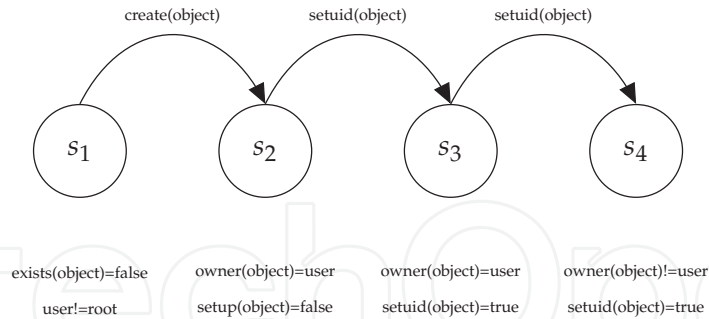 create(object) setuid(object) setuid(object)
s1 s2 s3 s4
exists(object)=false owner(object)=user owner(object)=user owner(object)!=user
user!=root setup(object)=false setuid(object)=true setuid(object)=true